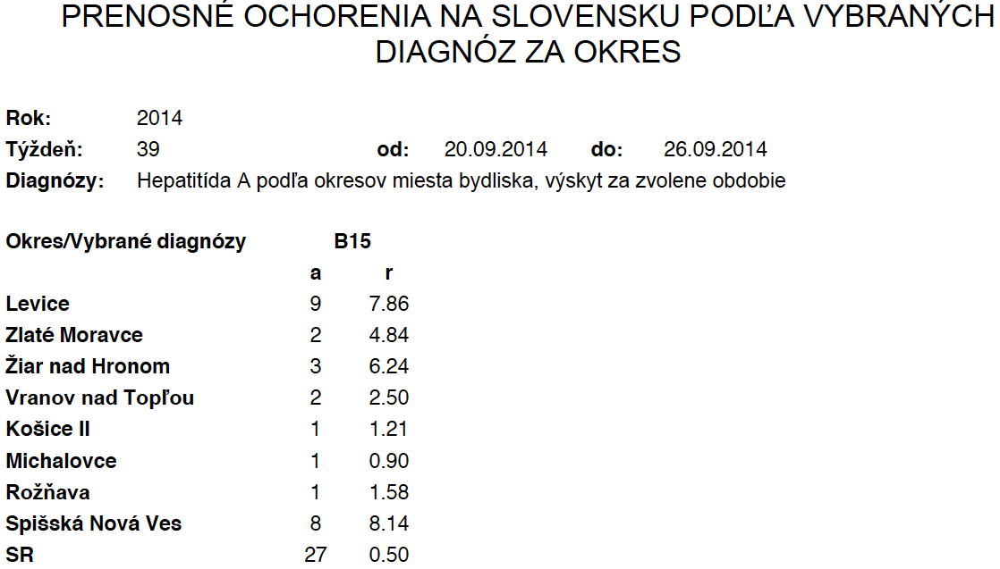 PRENOSNÉ OCHORENIA NA SLOVENSKU PODĽA VYBRANÝCH
DIAGNÓZ ZA OKRES
Rok: 2014
Týždeň: 39 od: 20.09.2014 do: 26.09.2014
Diagnózy: Hepatitída A podľa okresov miesta bydliska, výskyt za zvolene obdobie
Okres/Vybrané diagnózy B15
a r
Levice 9 7.86
Zlaté Moravce 2 4.84
Žiar nad Hronom 3 6.24
Vranov nad Topľou 2 2.50
Košice II 1 1.21
Michalovce 1 0.90
Rožňava 1 1.58
Spišská Nová Ves 8 8.14
SR 27 0.50